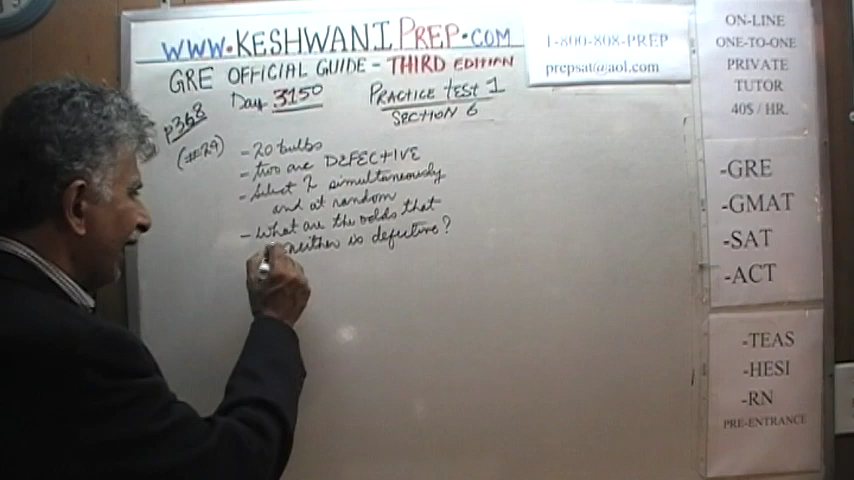 WWW.KESHWANIPREP.COM
GRE OFFICIAL GUIDE - THIRD EDITION
Day 3150
PRACTICE TEST 1
SECTION 6
p368
(#29)
- 20 bulbs
- two are DEFECTIVE
- Select 2 simultaneously
and at random
- What are the odds that
neither is defective?
1-800-808-PREP
prepsat@aol.com
ON-LINE
ONE-TO-ONE
PRIVATE
TUTOR
40$ / HR.
-GRE
-GMAT
-SAT
-ACT
-TEAS
-HESI
-RN
PRE-ENTRANCE